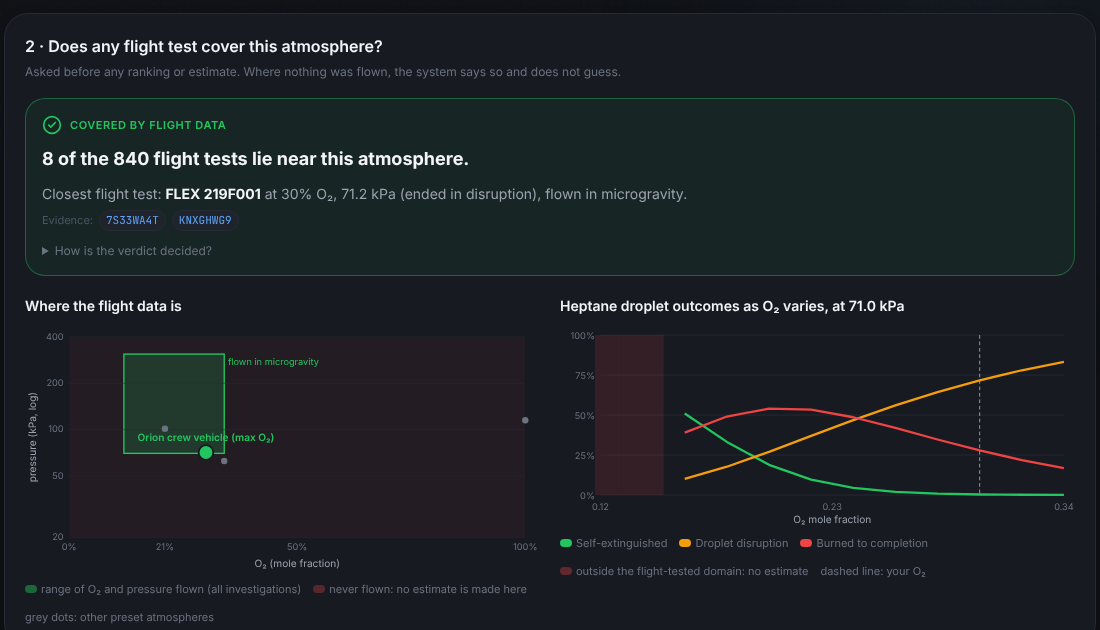 2 · Does any flight test cover this atmosphere?
Asked before any ranking or estimate. Where nothing was flown, the system says so and does not guess.
COVERED BY FLIGHT DATA
8 of the 840 flight tests lie near this atmosphere.
Closest flight test: FLEX 219F001 at 30% O₂, 71.2 kPa (ended in disruption), flown in microgravity.
Evidence: 7S33WA4T KNXGHWG9
▶ How is the verdict decided?
Where the flight data is
400
200
100
50
20
pressure (kPa, log)
flown in microgravity
Orion crew vehicle (max O₂)
0% 21% 50% 100%
O₂ (mole fraction)
range of O₂ and pressure flown (all investigations) never flown: no estimate is made here
grey dots: other preset atmospheres
Heptane droplet outcomes as O₂ varies, at 71.0 kPa
100%
75%
50%
25%
0%
0.12 0.23 0.34
O₂ mole fraction
Self-extinguished Droplet disruption Burned to completion
outside the flight-tested domain: no estimate dashed line: your O₂